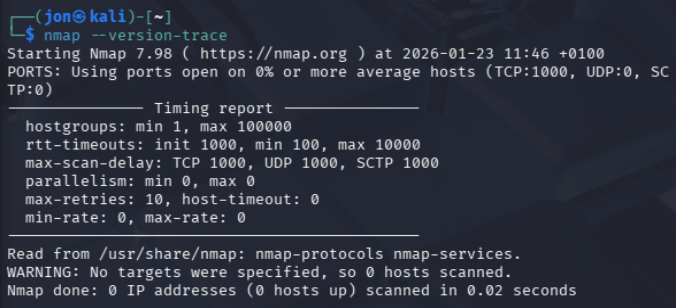 ┌──(jon㉿kali)-[~]
└─$ nmap --version-trace
Starting Nmap 7.98 ( https://nmap.org ) at 2026-01-23 11:46 +0100
PORTS: Using ports open on 0% or more average hosts (TCP:1000, UDP:0, SC
TP:0)
--------------- Timing report ---------------
  hostgroups: min 1, max 100000
  rtt-timeouts: init 1000, min 100, max 10000
  max-scan-delay: TCP 1000, UDP 1000, SCTP 1000
  parallelism: min 0, max 0
  max-retries: 10, host-timeout: 0
  min-rate: 0, max-rate: 0
---------------------------------------------
Read from /usr/share/nmap: nmap-protocols nmap-services.
WARNING: No targets were specified, so 0 hosts scanned.
Nmap done: 0 IP addresses (0 hosts up) scanned in 0.02 seconds